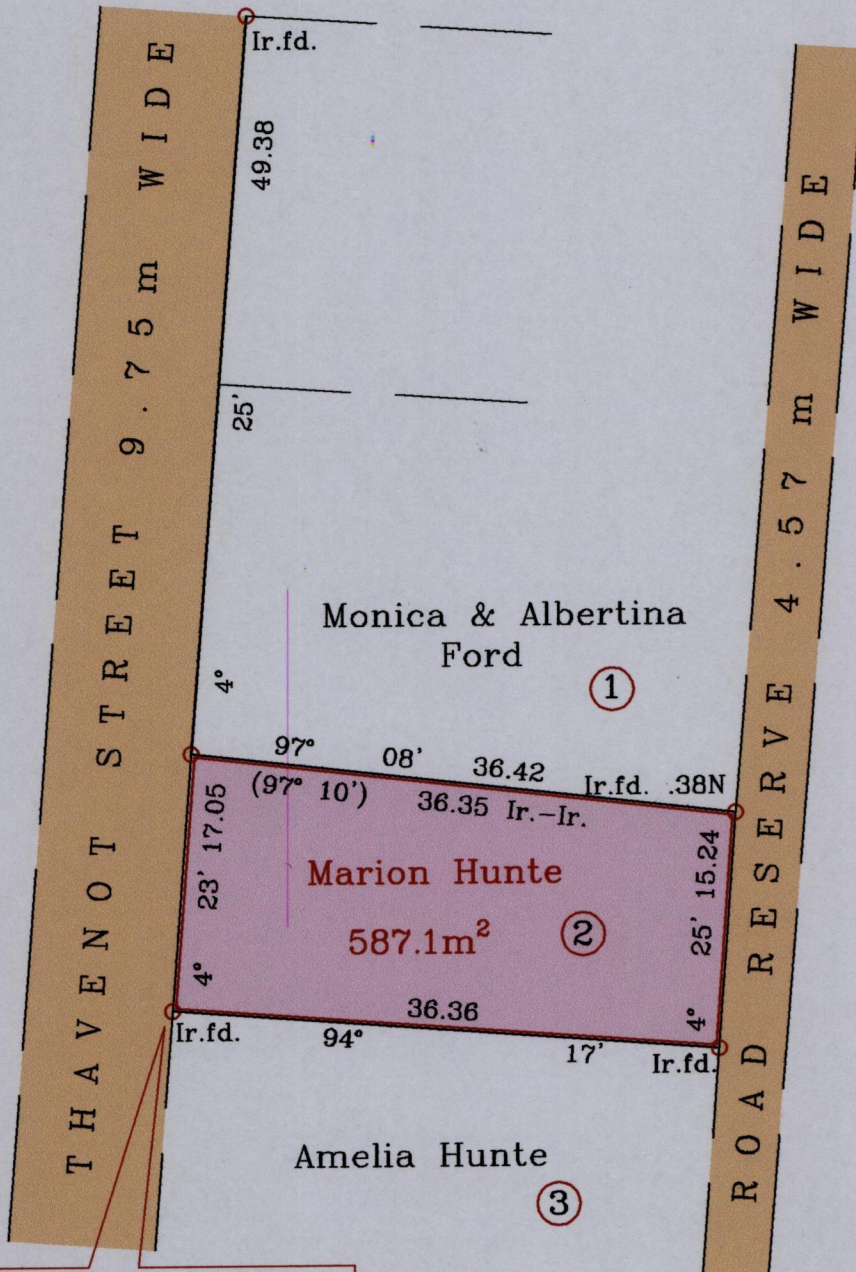 Ir.fd.
49.38
THAVENOT STREET 9.75m WIDE
ROAD RESERVE 4.57 m WIDE
25'
4°
Monica & Albertina
Ford
1
97° 08' 36.42 Ir.fd. .38N
(97° 10') 36.35 Ir.-Ir.
23' 17.05
4°
Marion Hunte
587.1m²
2
25' 15.24
4°
36.36
Ir.fd. 94° 17' Ir.fd.
Amelia Hunte
3